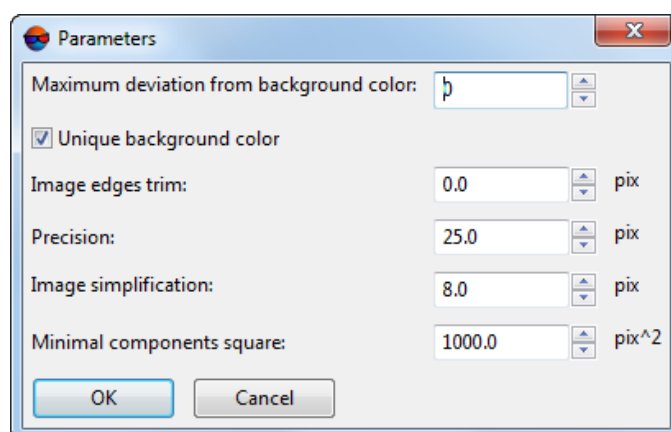 Parameters
Maximum deviation from background color: 0
Unique background color
Image edges trim: 0.0 pix
Precision: 25.0 pix
Image simplification: 8.0 pix
Minimal components square: 1000.0 pix^2
OK Cancel